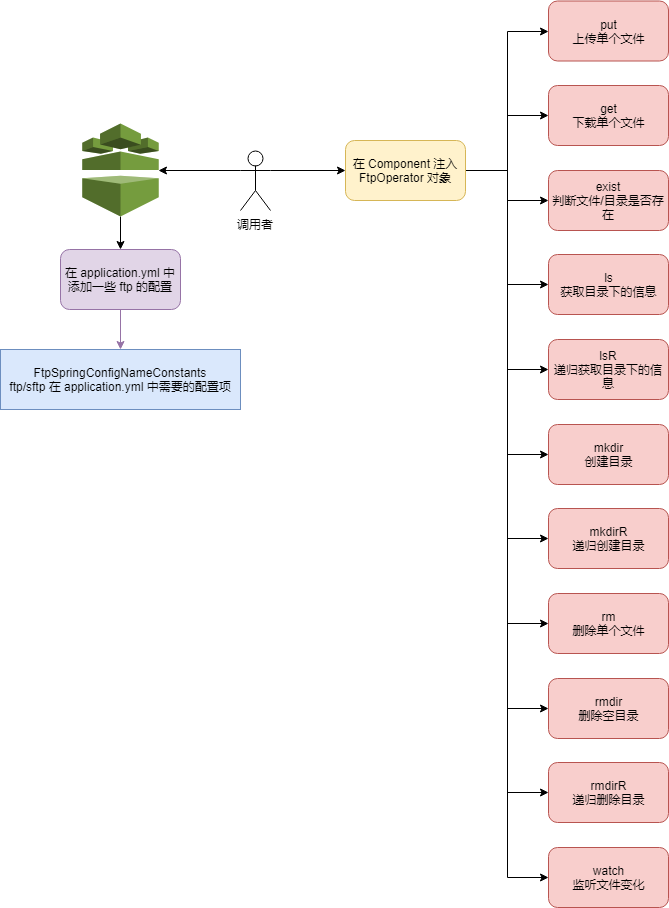 put
上传单个文件
get
下载单个文件
在 Component 注入
FtpOperator 对象
exist
判断文件/目录是否存
在
调用者
在 application.yml 中
添加一些 ftp 的配置
ls
获取目录下的信息
FtpSpringConfigNameConstants
ftp/sftp 在 application.yml 中需要的配置项
lsR
递归获取目录下的信
息
mkdir
创建目录
mkdirR
递归创建目录
rm
删除单个文件
rmdir
删除空目录
rmdirR
递归删除目录
watch
监听文件变化